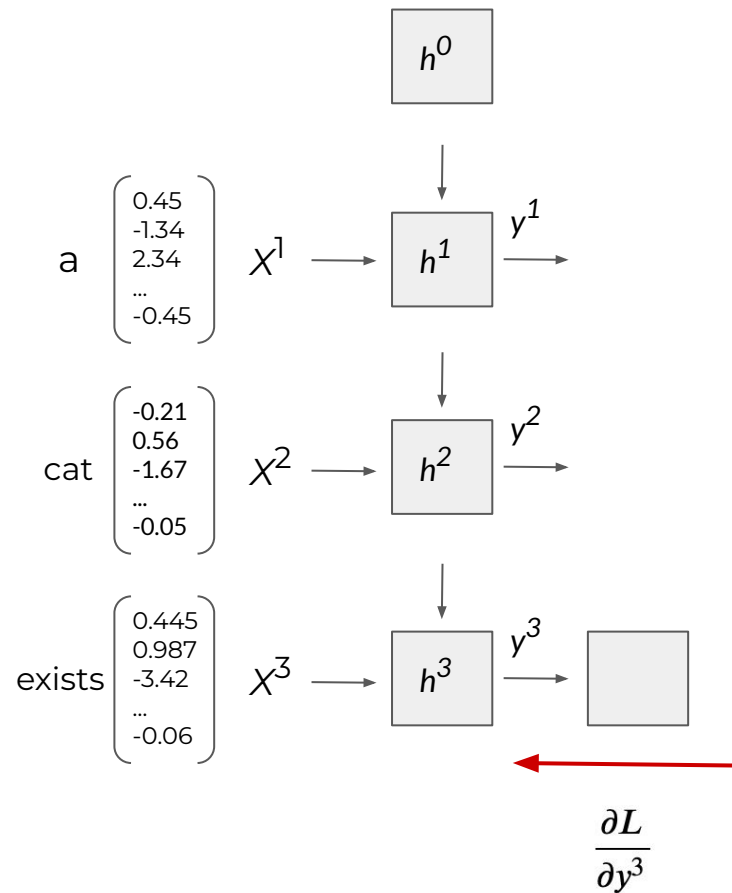 h⁰
a
0.45
-1.34
2.34
...
-0.45
X¹
h¹
y¹
cat
-0.21
0.56
-1.67
...
-0.05
X²
h²
y²
exists
0.445
0.987
-3.42
...
-0.06
X³
h³
y³
∂L
∂y³